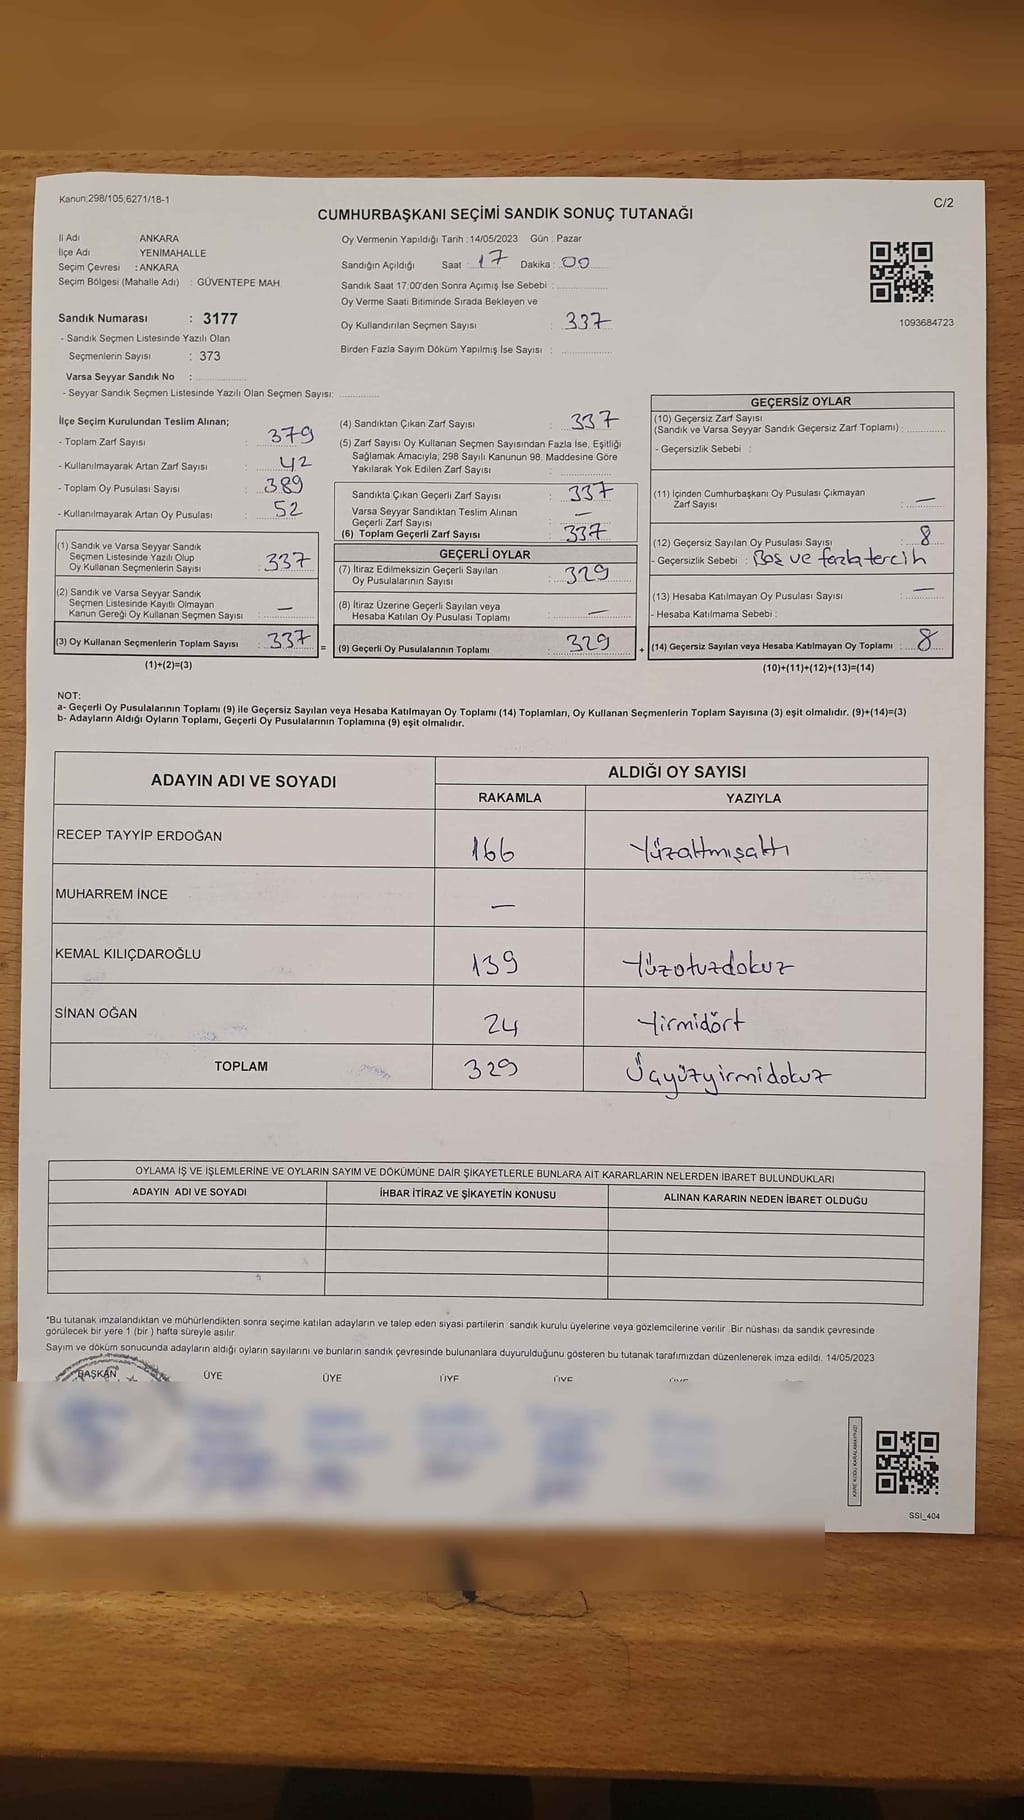 Kanun:298/105,6271/18-1
C/2
CUMHURBAŞKANI SEÇİMİ SANDIK SONUÇ TUTANAĞI
İl Adı ANKARA
İlçe Adı YENİMAHALLE
Seçim Çevresi : ANKARA
Seçim Bölgesi (Mahalle Adı) : GÜVENTEPE MAH.
Sandık Numarası : 3177
- Sandık Seçmen Listesinde Yazılı Olan
Seçmenlerin Sayısı : 373
Varsa Seyyar Sandık No :
- Seyyar Sandık Seçmen Listesinde Yazılı Olan Seçmen Sayısı:
Oy Vermenin Yapıldığı Tarih : 14/05/2023 Gün : Pazar
Sandığın Açıldığı Saat : 17 Dakika : 00
Sandık Saat 17:00'den Sonra Açımış İse Sebebi :
Oy Verme Saati Bitiminde Sırada Bekleyen ve
Oy Kullandırılan Seçmen Sayısı : 337
Birden Fazla Sayım Döküm Yapılmış İse Sayısı :
1093684723
İlçe Seçim Kurulundan Teslim Alınan;
- Toplam Zarf Sayısı : 379
- Kullanılmayarak Artan Zarf Sayısı : 42
- Toplam Oy Pusulası Sayısı : 389
- Kullanılmayarak Artan Oy Pusulası : 52
(1) Sandık ve Varsa Seyyar Sandık
Seçmen Listesinde Yazılı Olup
Oy Kullanan Seçmenlerin Sayısı : 337
(2) Sandık ve Varsa Seyyar Sandık
Seçmen Listesinde Kayıtlı Olmayan
Kanun Gereği Oy Kullanan Seçmen Sayısı : —
(3) Oy Kullanan Seçmenlerin Toplam Sayısı : 337 =
(1)+(2)=(3)
(4) Sandıktan Çıkan Zarf Sayısı : 337
(5) Zarf Sayısı Oy Kullanan Seçmen Sayısından Fazla İse, Eşitliği
Sağlamak Amacıyla; 298 Sayılı Kanunun 98. Maddesine Göre
Yakılarak Yok Edilen Zarf Sayısı :
Sandıkta Çıkan Geçerli Zarf Sayısı : 337
Varsa Seyyar Sandıktan Teslim Alınan
Geçerli Zarf Sayısı : —
(6) Toplam Geçerli Zarf Sayısı : 337
GEÇERLİ OYLAR
(7) İtiraz Edilmeksizin Geçerli Sayılan
Oy Pusulalarının Sayısı : 329
(8) İtiraz Üzerine Geçerli Sayılan veya
Hesaba Katılan Oy Pusulası Toplamı : —
(9) Geçerli Oy Pusulalarının Toplamı : 329 +
GEÇERSİZ OYLAR
(10) Geçersiz Zarf Sayısı
(Sandık ve Varsa Seyyar Sandık Geçersiz Zarf Toplamı) :
- Geçersizlik Sebebi :
(11) İçinden Cumhurbaşkanı Oy Pusulası Çıkmayan
Zarf Sayısı : —
(12) Geçersiz Sayılan Oy Pusulası Sayısı : 8
- Geçersizlik Sebebi : Boş ve fazla tercih
(13) Hesaba Katılmayan Oy Pusulası Sayısı : —
- Hesaba Katılmama Sebebi :
(14) Geçersiz Sayılan veya Hesaba Katılmayan Oy Toplamı : 8
(10)+(11)+(12)+(13)=(14)
NOT:
a- Geçerli Oy Pusulalarının Toplamı (9) ile Geçersiz Sayılan veya Hesaba Katılmayan Oy Toplamı (14) Toplamları, Oy Kullanan Seçmenlerin Toplam Sayısına (3) eşit olmalıdır. (9)+(14)=(3)
b- Adayların Aldığı Oyların Toplamı, Geçerli Oy Pusulalarının Toplamına (9) eşit olmalıdır.
ADAYIN ADI VE SOYADI ALDIĞI OY SAYISI
RAKAMLA YAZIYLA
RECEP TAYYİP ERDOĞAN 166 Yüzaltmışaltı
MUHARREM İNCE —
KEMAL KILIÇDAROĞLU 139 Yüzotuzdokuz
SİNAN OĞAN 24 Yirmidört
TOPLAM 329 Üçyüzyirmidokuz
OYLAMA İŞ VE İŞLEMLERİNE VE OYLARIN SAYIM VE DÖKÜMÜNE DAİR ŞİKAYETLERLE BUNLARA AİT KARARLARIN NELERDEN İBARET BULUNDUKLARI
ADAYIN ADI VE SOYADI İHBAR İTİRAZ VE ŞİKAYETİN KONUSU ALINAN KARARIN NEDEN İBARET OLDUĞU
*Bu tutanak imzalandıktan ve mühürlendikten sonra seçime katılan adayların ve talep eden siyasi partilerin sandık kurulu üyelerine veya gözlemcilerine verilir. Bir nüshası da sandık çevresinde
görülecek bir yere 1 (bir ) hafta süreyle asılır.
Sayım ve döküm sonucunda adayların aldığı oyların sayılarını ve bunların sandık çevresinde bulunanlara duyurulduğunu gösteren bu tutanak tarafımızdan düzenlenerek imza edildi. 14/05/2023
BAŞKAN ÜYE ÜYE ÜYE ÜYE
SSI_404